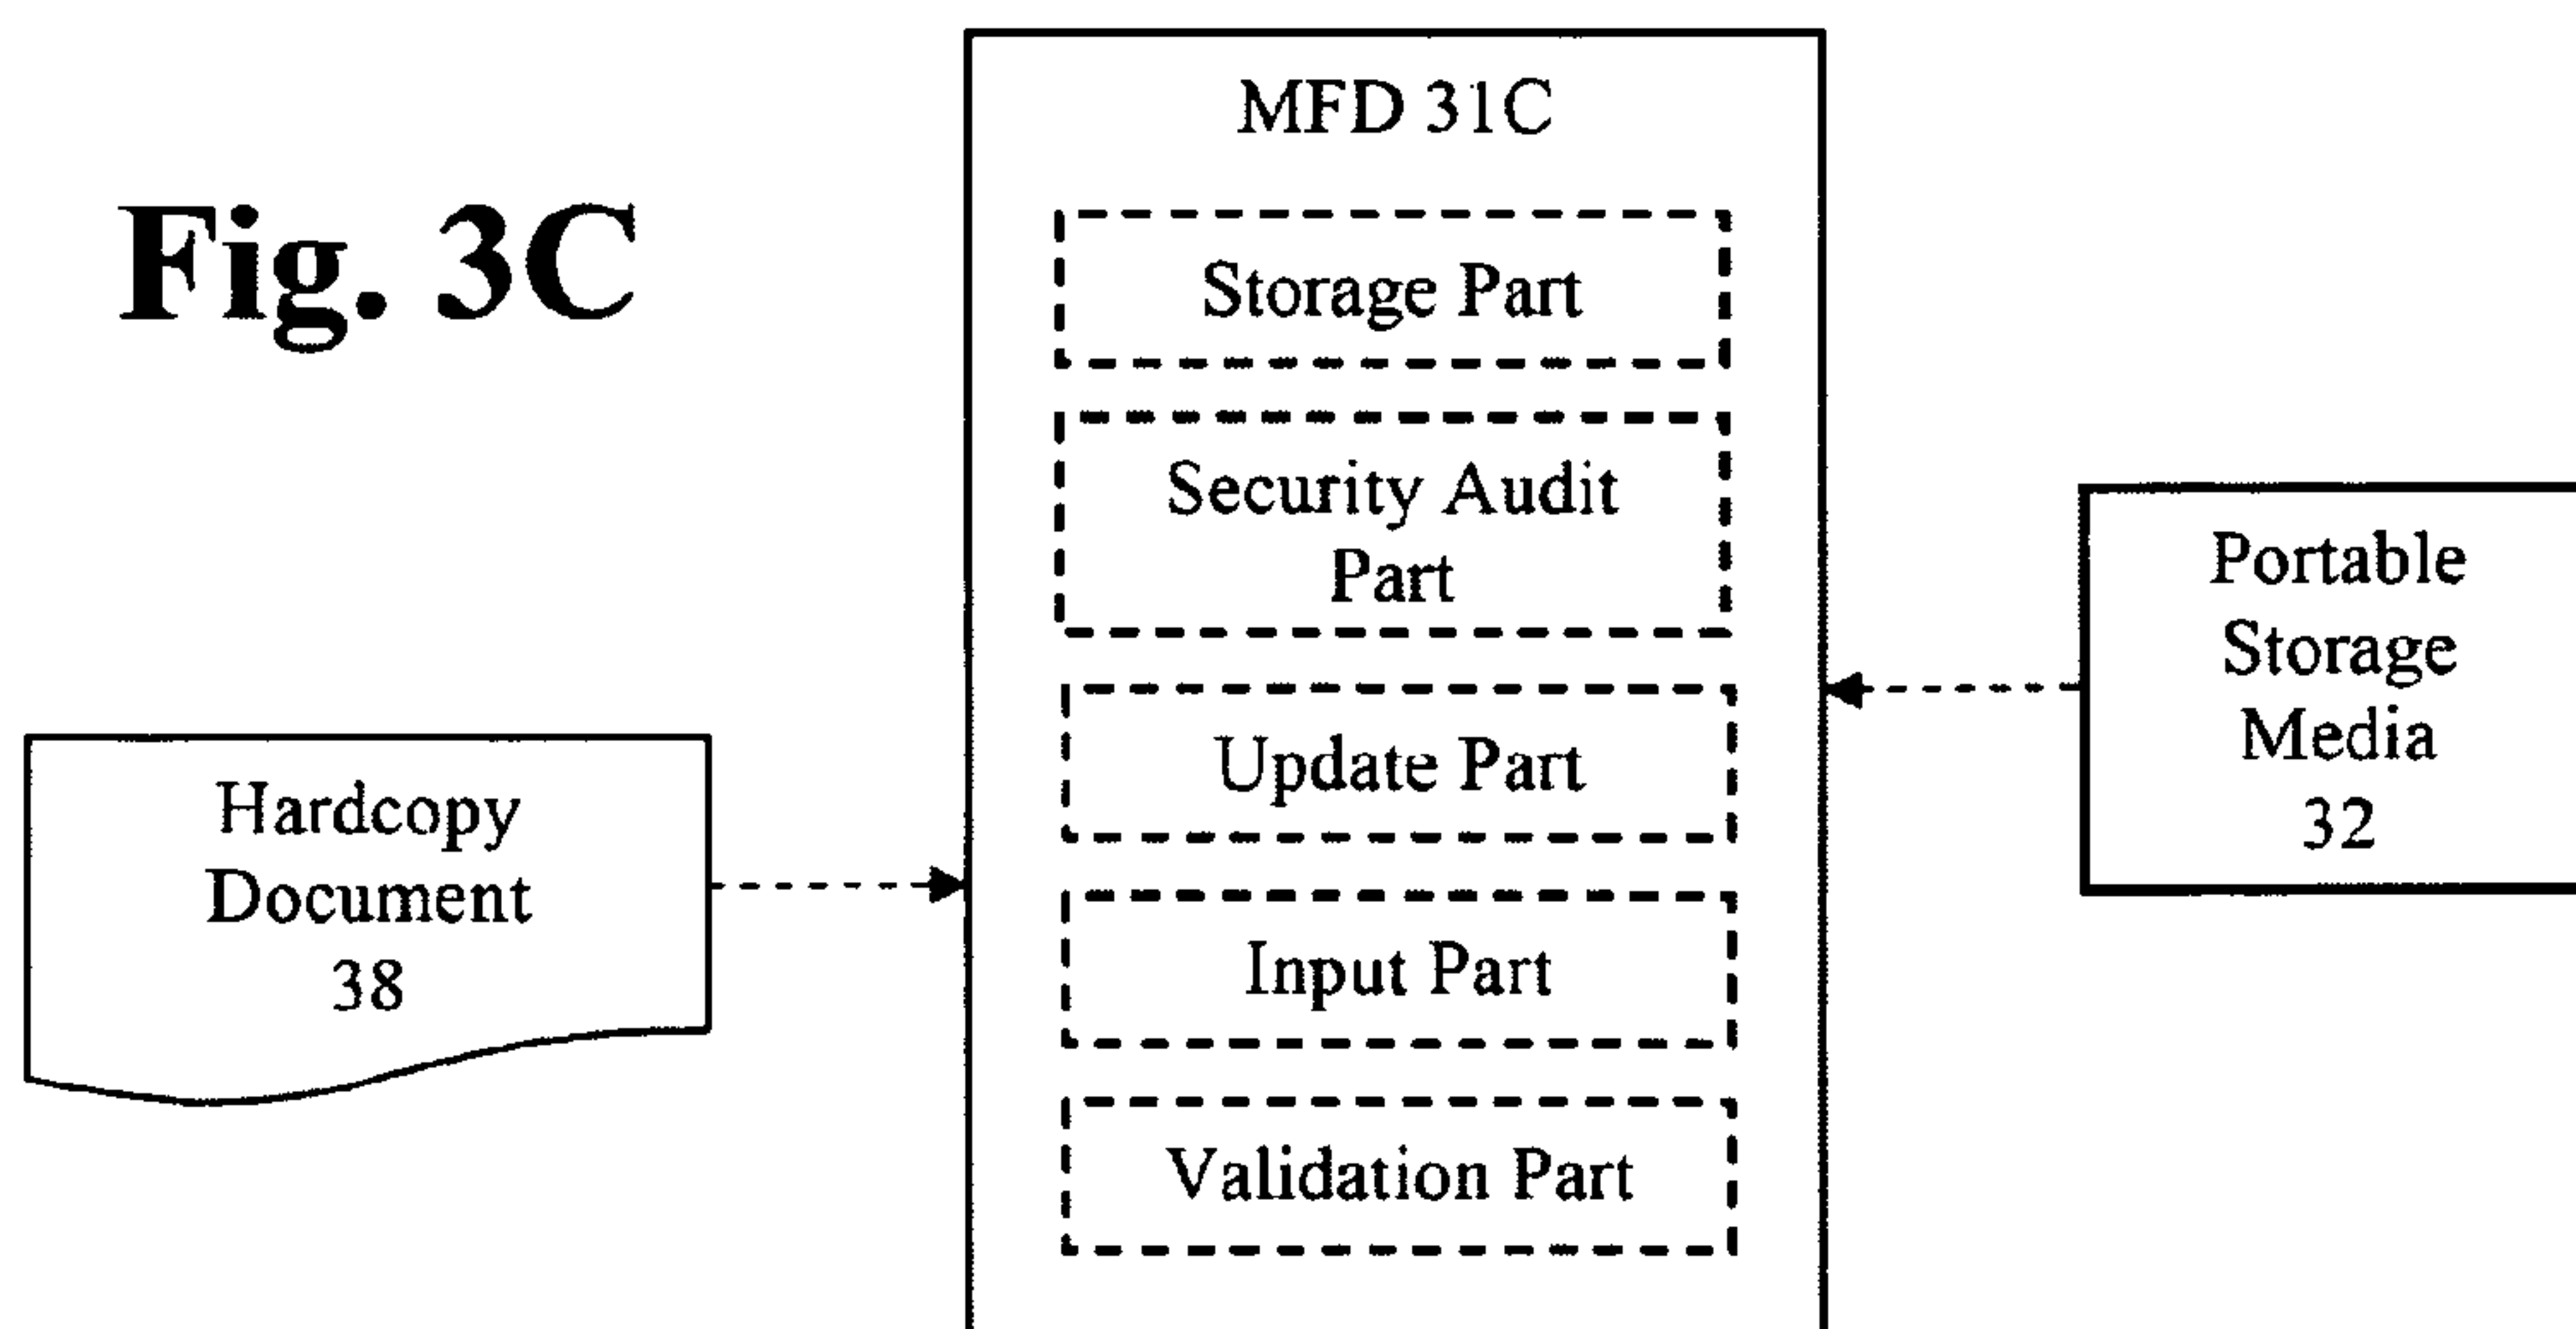 Fig. 3C
MFD 31C
Storage Part
Security Audit
Part
Update Part
Input Part
Validation Part
Hardcopy
Document
38
Portable
Storage
Media
32